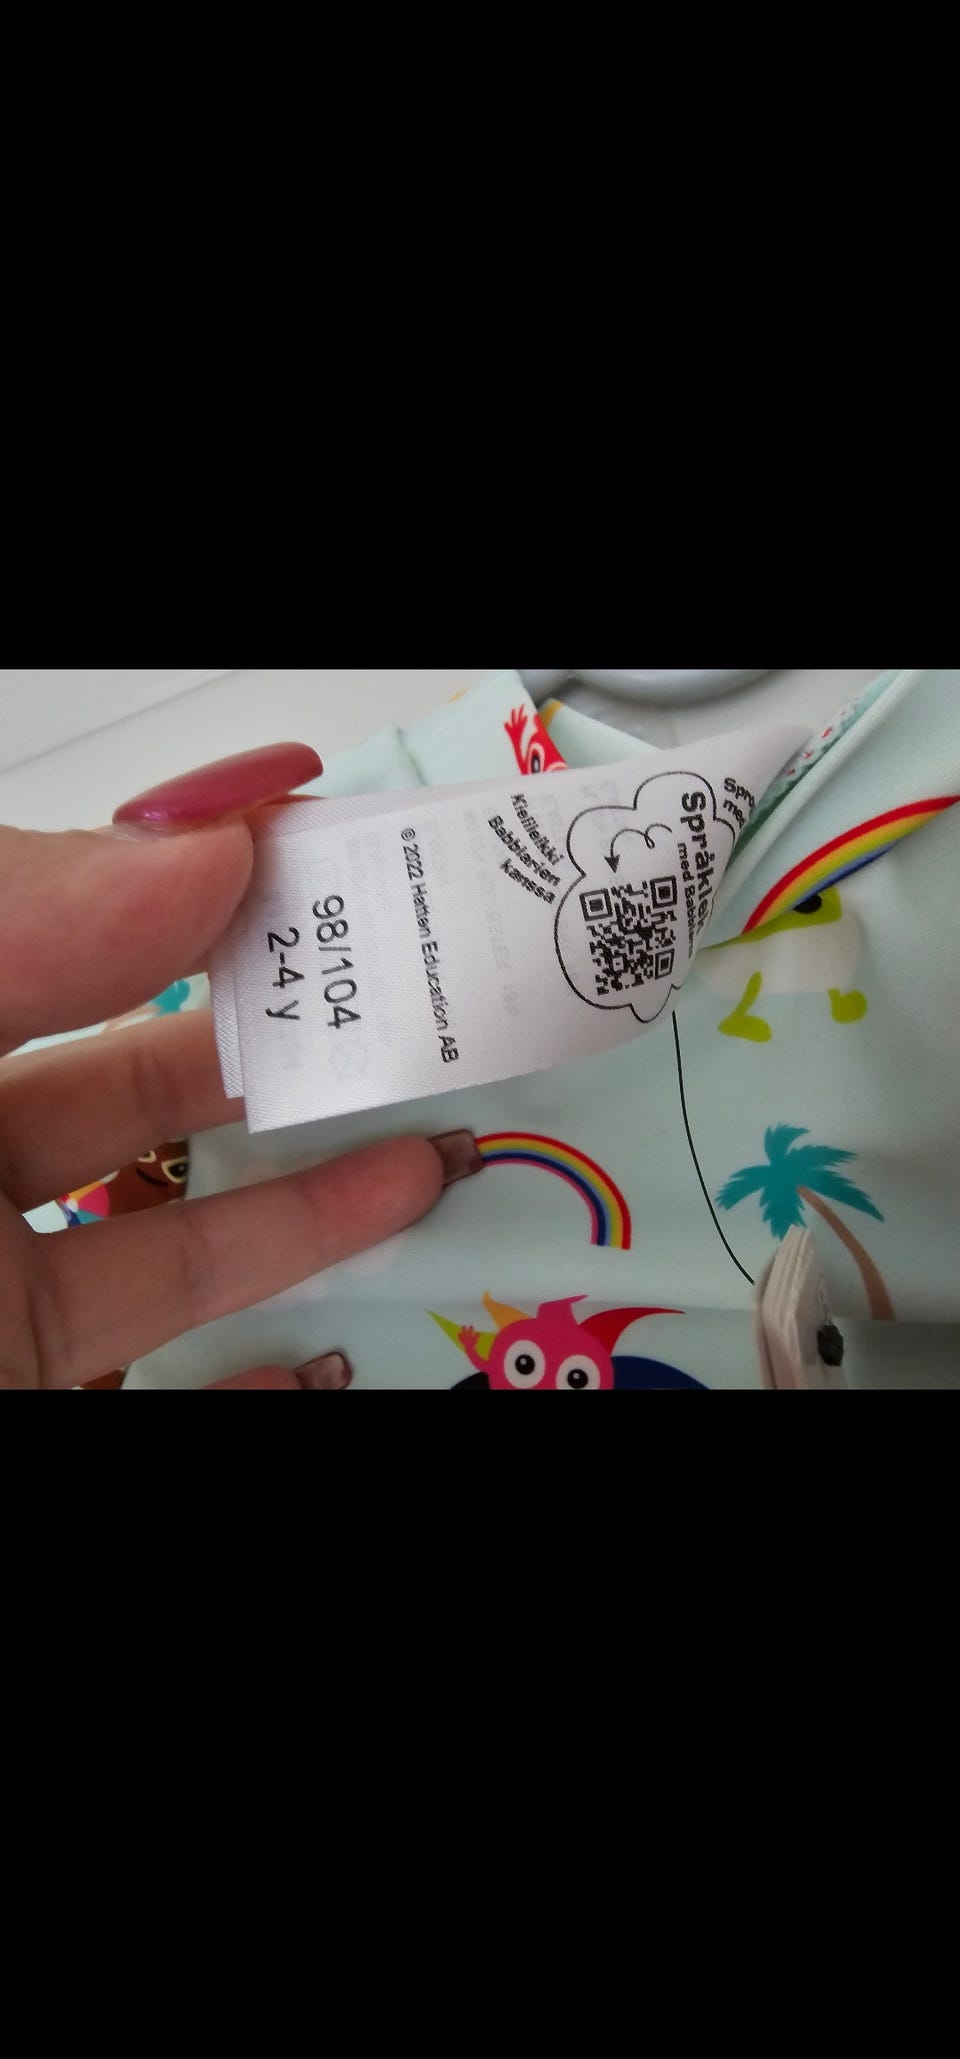 Språklek
med Babblarna
Kielileikki
Babblarien
kanssa
© 2022 Hatten Education AB
98/104
2-4 y